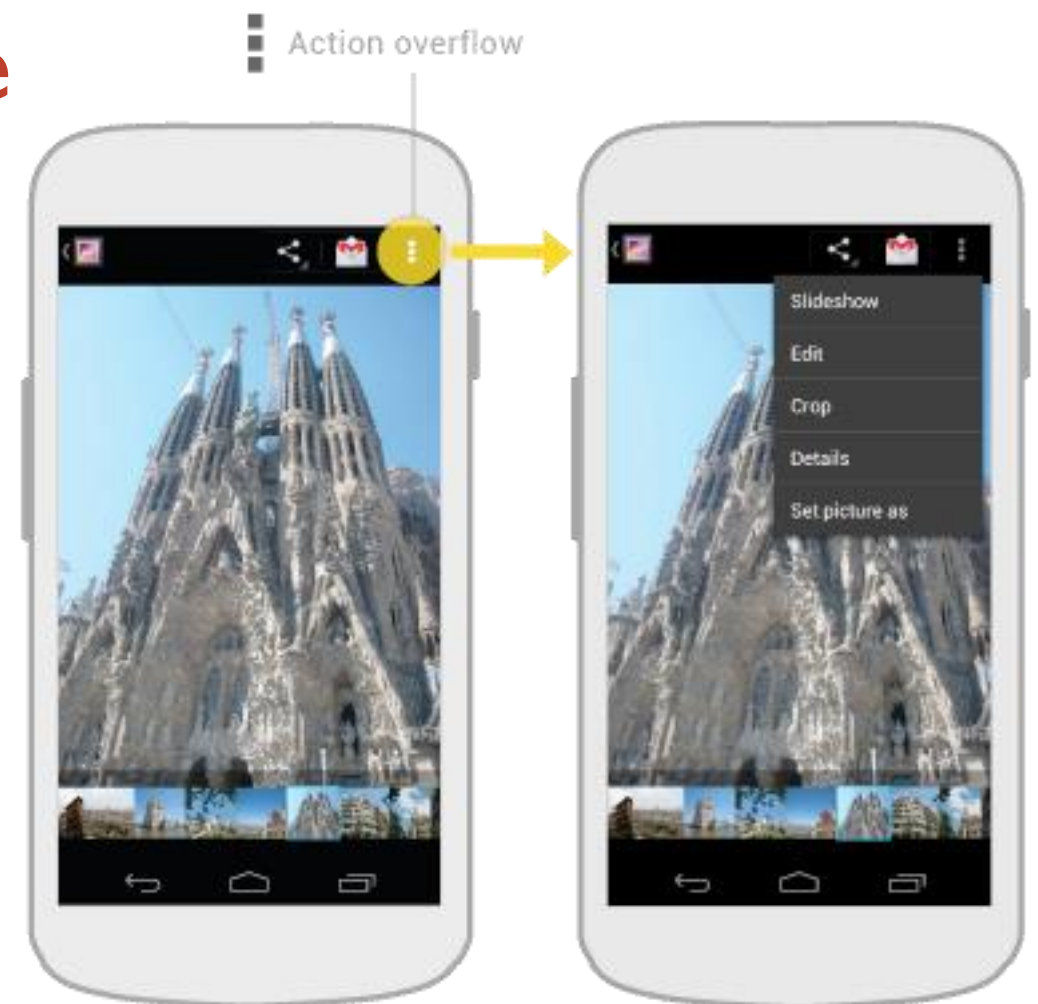 e
Action overflow
Slideshow
Edit
Crop
Details
Set picture as